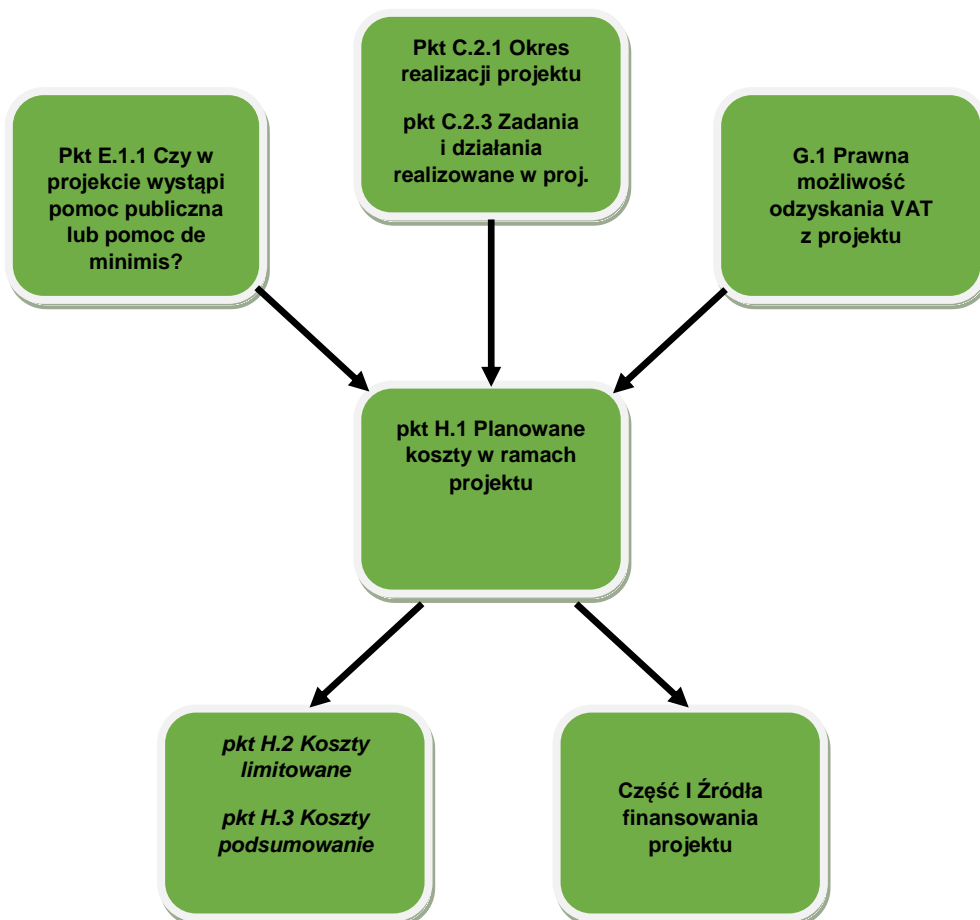 Pkt C.2.1 Okres
realizacji projektu
pkt C.2.3 Zadania
i działania
realizowane w proj.
Pkt E.1.1 Czy w
projekcie wystąpi
pomoc publiczna
lub pomoc de
minimis?
G.1 Prawna
możliwość
odzyskania VAT
z projektu
pkt H.1 Planowane
koszty w ramach
projektu
pkt H.2 Koszty
limitowane
pkt H.3 Koszty
podsumowanie
Część I Źródła
finansowania
projektu